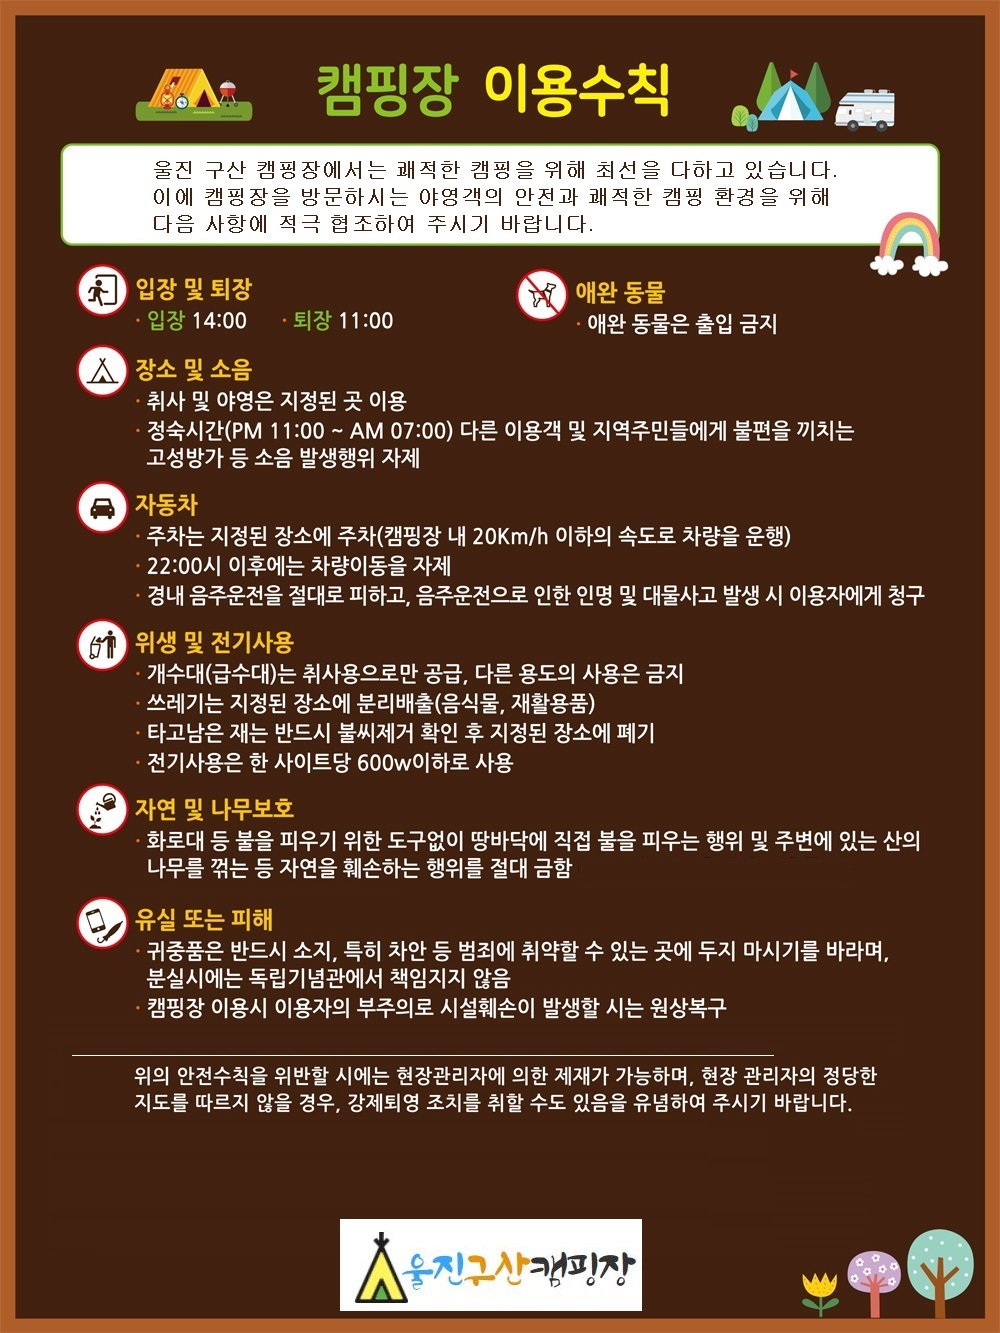 캠핑장 이용수칙
울진 구산 캠핑장에서는 쾌적한 캠핑을 위해 최선을 다하고 있습니다.
이에 캠핑장을 방문하시는 야영객의 안전과 쾌적한 캠핑 환경을 위해
다음 사항에 적극 협조하여 주시기 바랍니다.
입장 및 퇴장
· 입장 14:00 · 퇴장 11:00
애완 동물
· 애완 동물은 출입 금지
장소 및 소음
· 취사 및 야영은 지정된 곳 이용
· 정숙시간(PM 11:00 ~ AM 07:00) 다른 이용객 및 지역주민들에게 불편을 끼치는
고성방가 등 소음 발생행위 자제
자동차
· 주차는 지정된 장소에 주차(캠핑장 내 20Km/h 이하의 속도로 차량을 운행)
· 22:00시 이후에는 차량이동을 자제
· 경내 음주운전을 절대로 피하고, 음주운전으로 인한 인명 및 대물사고 발생 시 이용자에게 청구
위생 및 전기사용
· 개수대(급수대)는 취사용으로만 공급, 다른 용도의 사용은 금지
· 쓰레기는 지정된 장소에 분리배출(음식물, 재활용품)
· 타고남은 재는 반드시 불씨제거 확인 후 지정된 장소에 폐기
· 전기사용은 한 사이트당 600w이하로 사용
자연 및 나무보호
· 화로대 등 불을 피우기 위한 도구없이 땅바닥에 직접 불을 피우는 행위 및 주변에 있는 산의
나무를 꺾는 등 자연을 훼손하는 행위를 절대 금함
유실 또는 피해
· 귀중품은 반드시 소지, 특히 차안 등 범죄에 취약할 수 있는 곳에 두지 마시기를 바라며,
분실시에는 독립기념관에서 책임지지 않음
· 캠핑장 이용시 이용자의 부주의로 시설훼손이 발생할 시는 원상복구
위의 안전수칙을 위반할 시에는 현장관리자에 의한 제재가 가능하며, 현장 관리자의 정당한
지도를 따르지 않을 경우, 강제퇴영 조치를 취할 수도 있음을 유념하여 주시기 바랍니다.
울진구산캠핑장